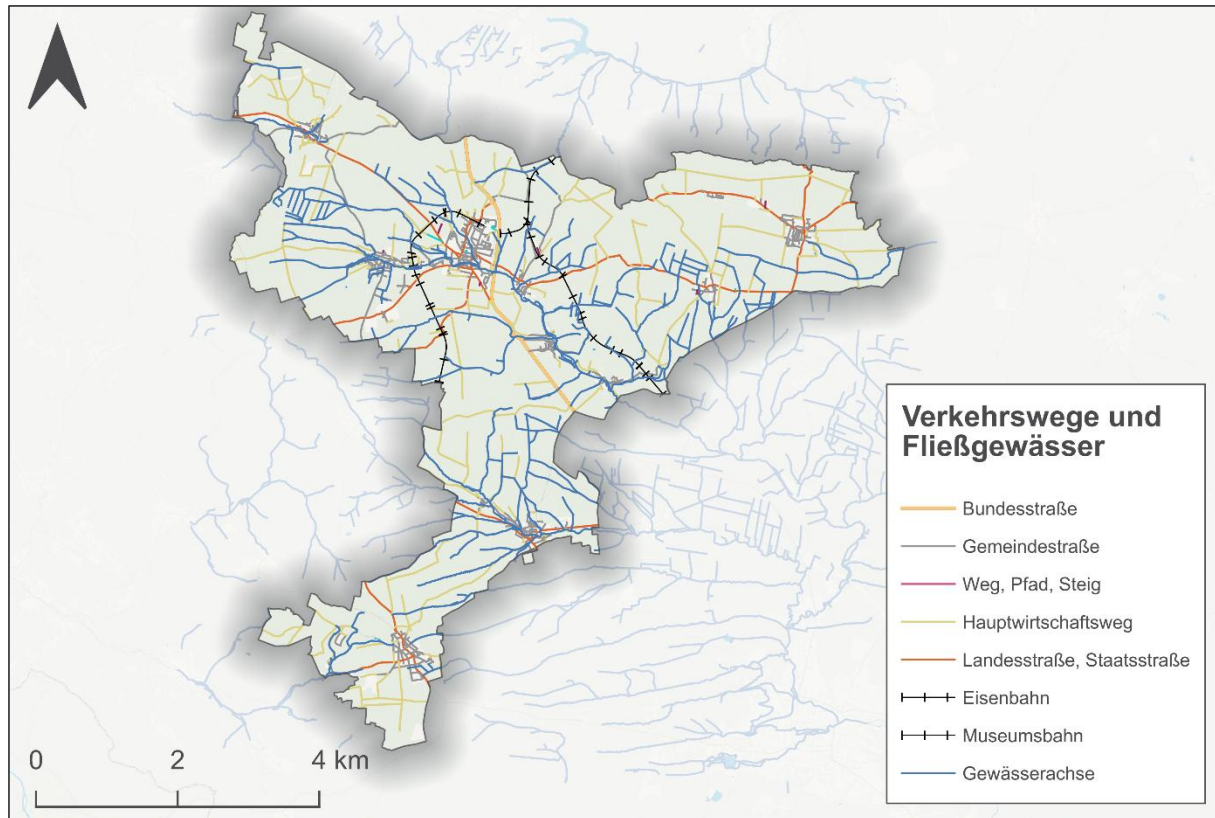 Verkehrswege und
Fließgewässer
Bundesstraße
Gemeindestraße
Weg, Pfad, Steig
Hauptwirtschaftsweg
Landesstraße, Staatsstraße
Eisenbahn
Museumsbahn
Gewässerachse
0 2 4 km